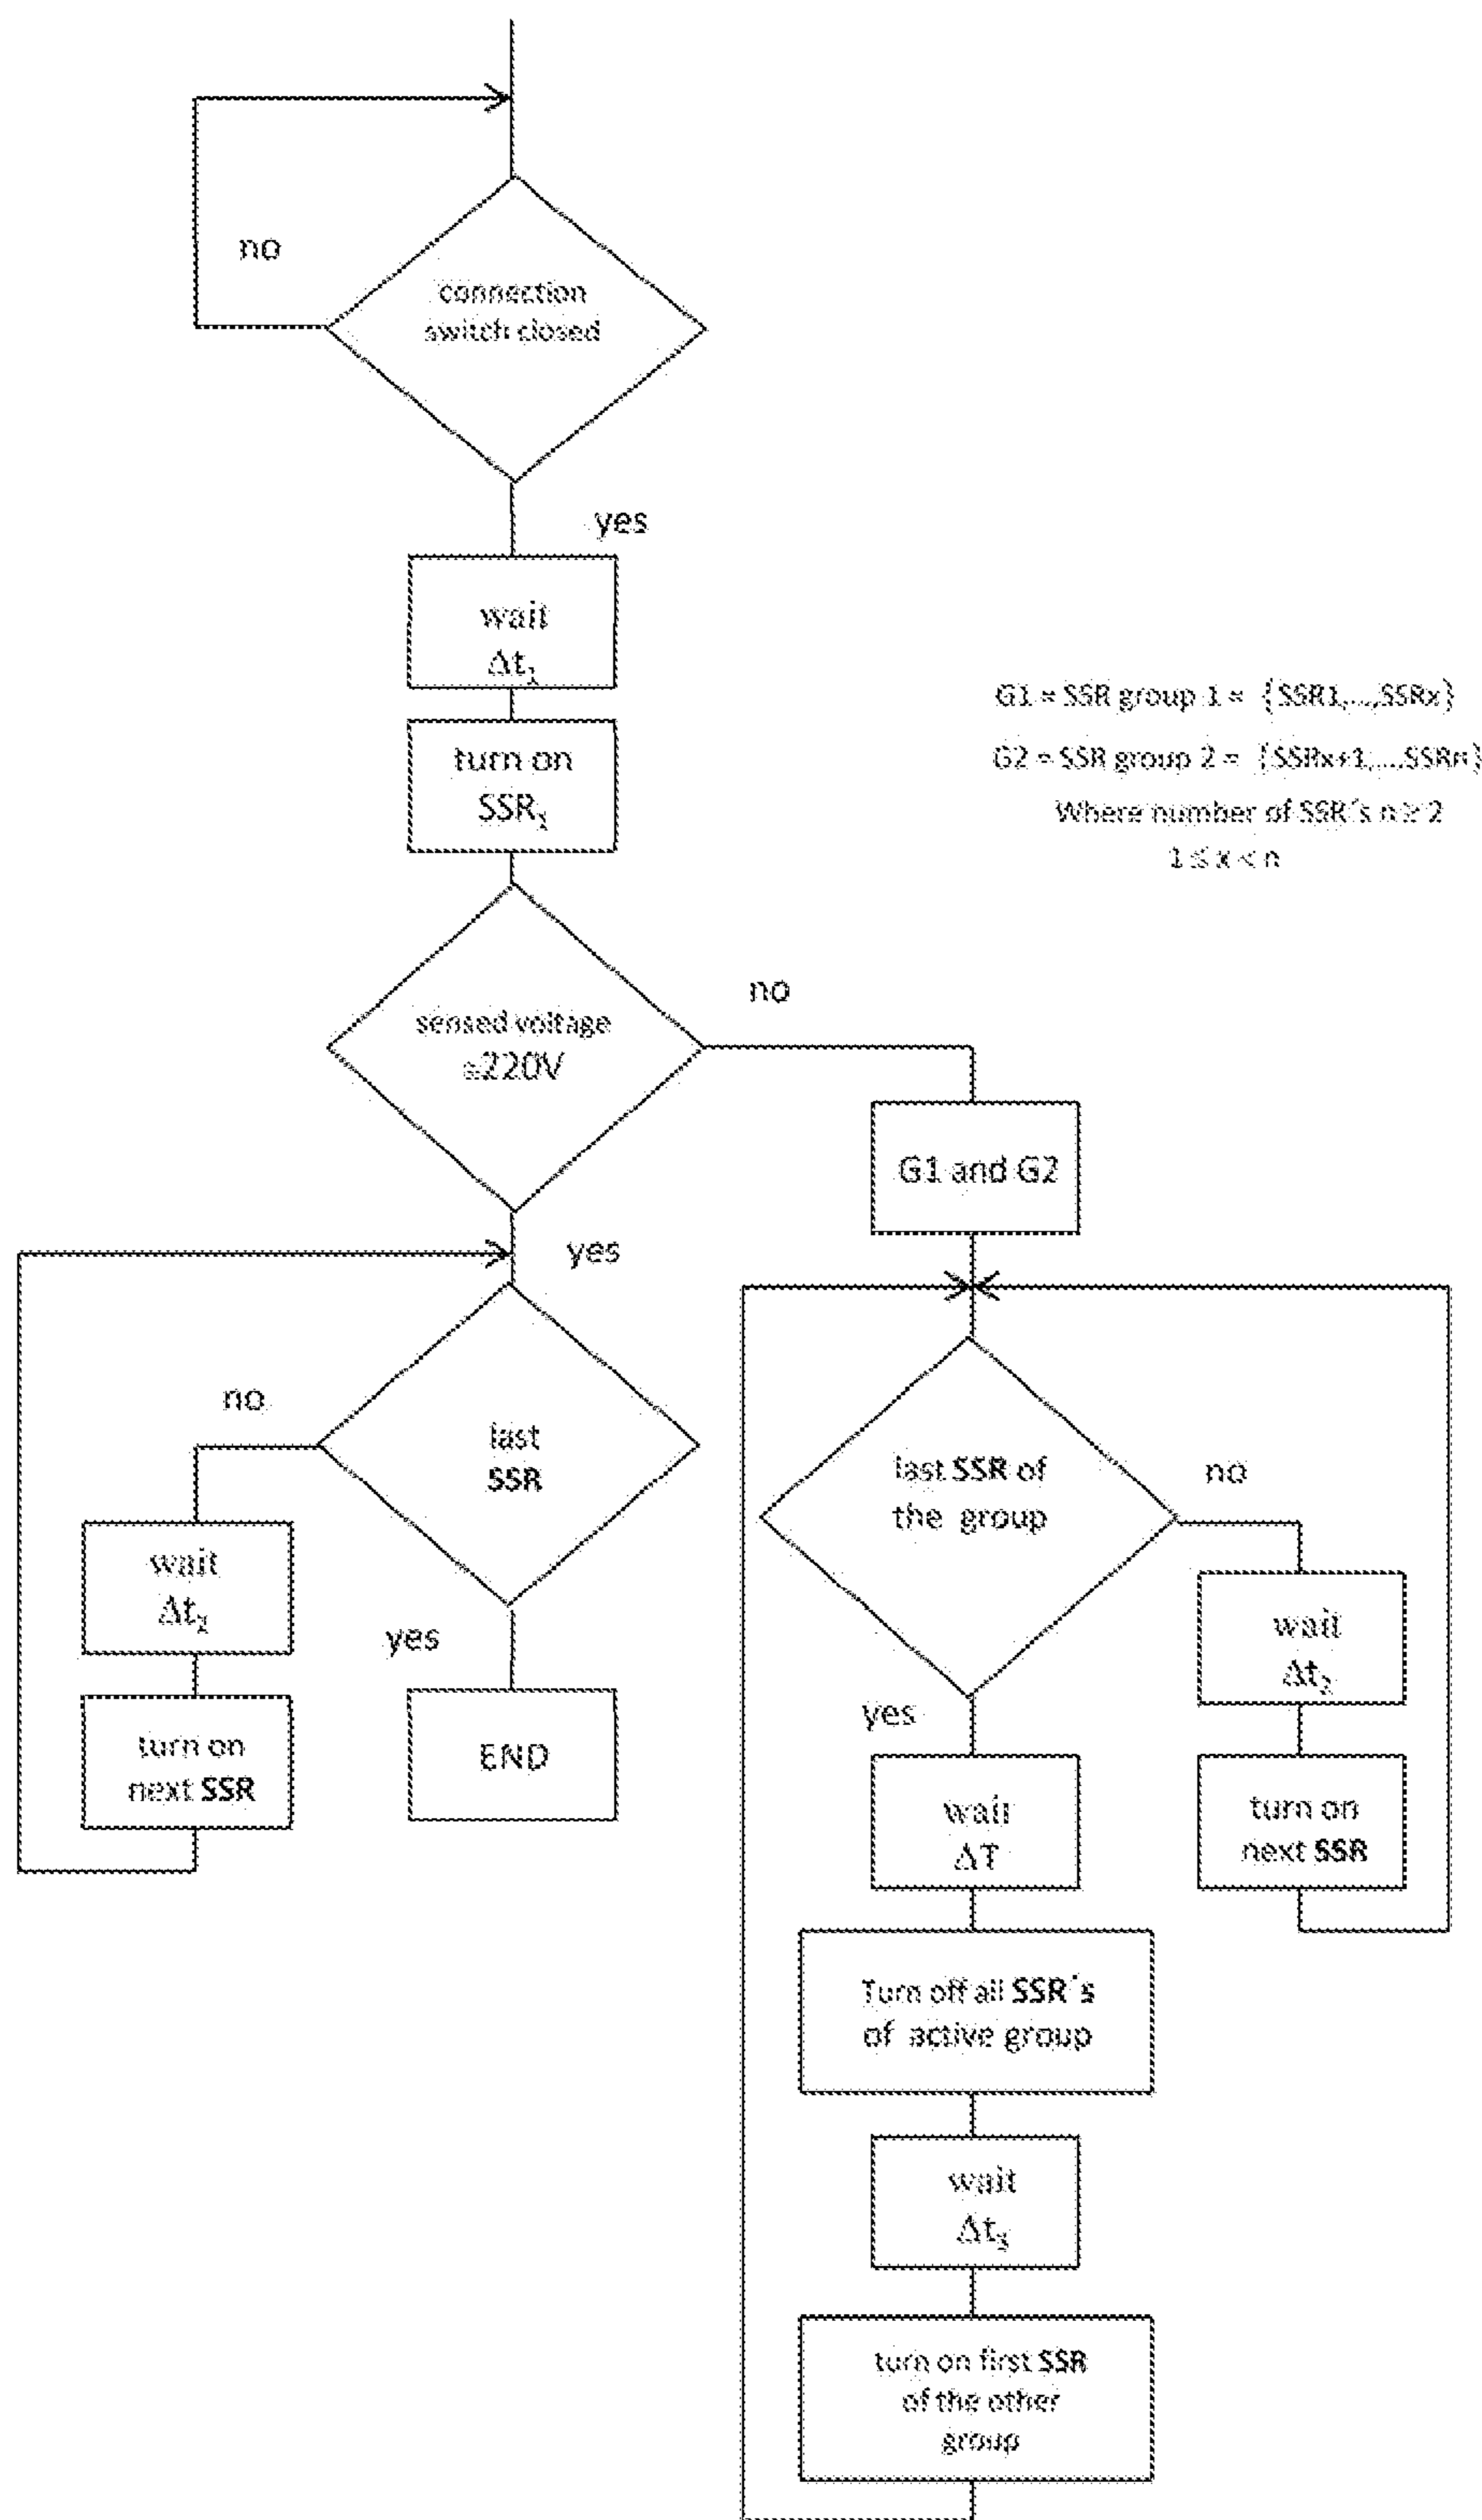 no
connection
switch closed
yes
wait
Δt₁
turn on
SSR₁
G1 = SSR group 1 = {SSR1,...,SSRx}
G2 = SSR group 2 = {SSRx+1,...,SSRn}
Where number of SSR´s n ≥ 2
1 ≤ x < n
sensed voltage
≅220V
no
G1 and G2
yes
last
SSR
no
wait
Δt₂
turn on
next SSR
yes
END
last SSR of
the group
no
wait
Δt₂
turn on
next SSR
yes
wait
ΔT
Turn off all SSR´s
of active group
wait
Δt₃
turn on first SSR
of the other
group